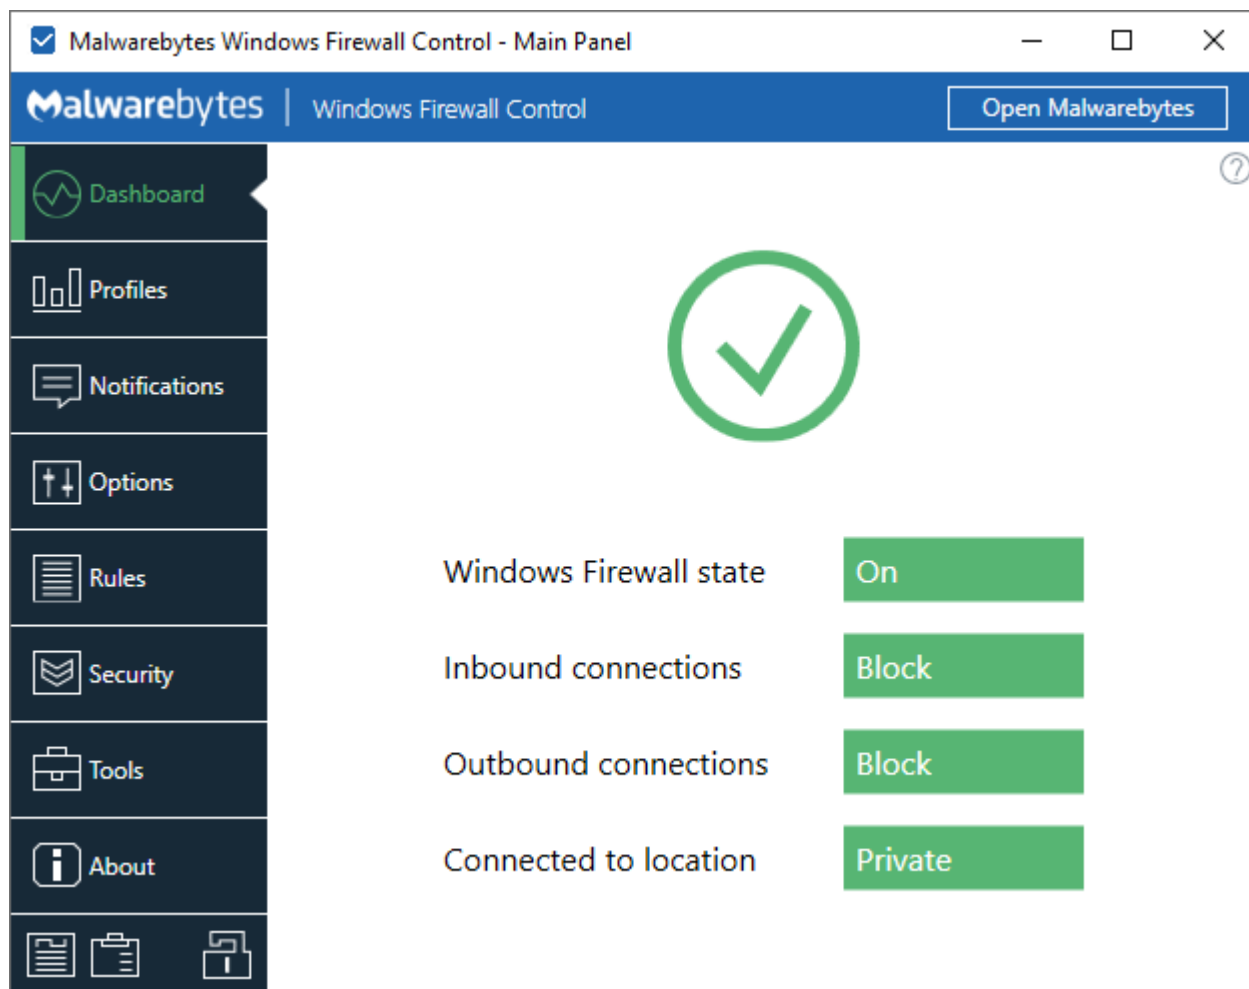 Malwarebytes Windows Firewall Control - Main Panel
Malwarebytes | Windows Firewall Control
Open Malwarebytes
Dashboard
Profiles
Notifications
Options
Rules
Security
Tools
About
Windows Firewall state On
Inbound connections Block
Outbound connections Block
Connected to location Private